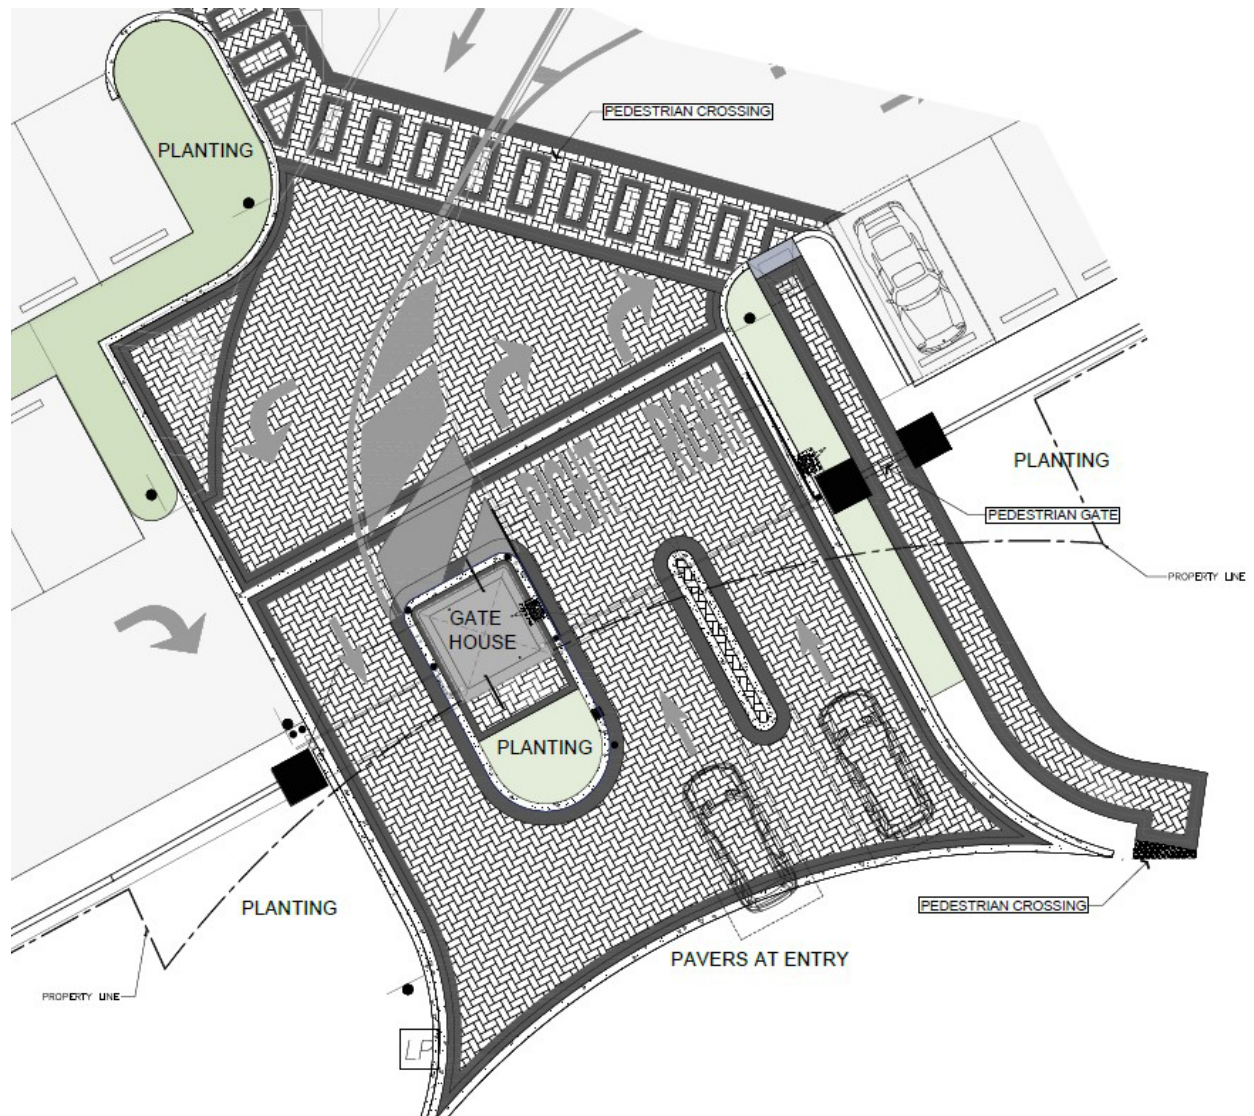 PEDESTRIAN CROSSING
PLANTING
RIGHT
RIGHT
PLANTING
PEDESTRIAN GATE
PROPERTY LINE
GATE
HOUSE
PLANTING
PLANTING
PEDESTRIAN CROSSING
PAVERS AT ENTRY
PROPERTY LINE
LP